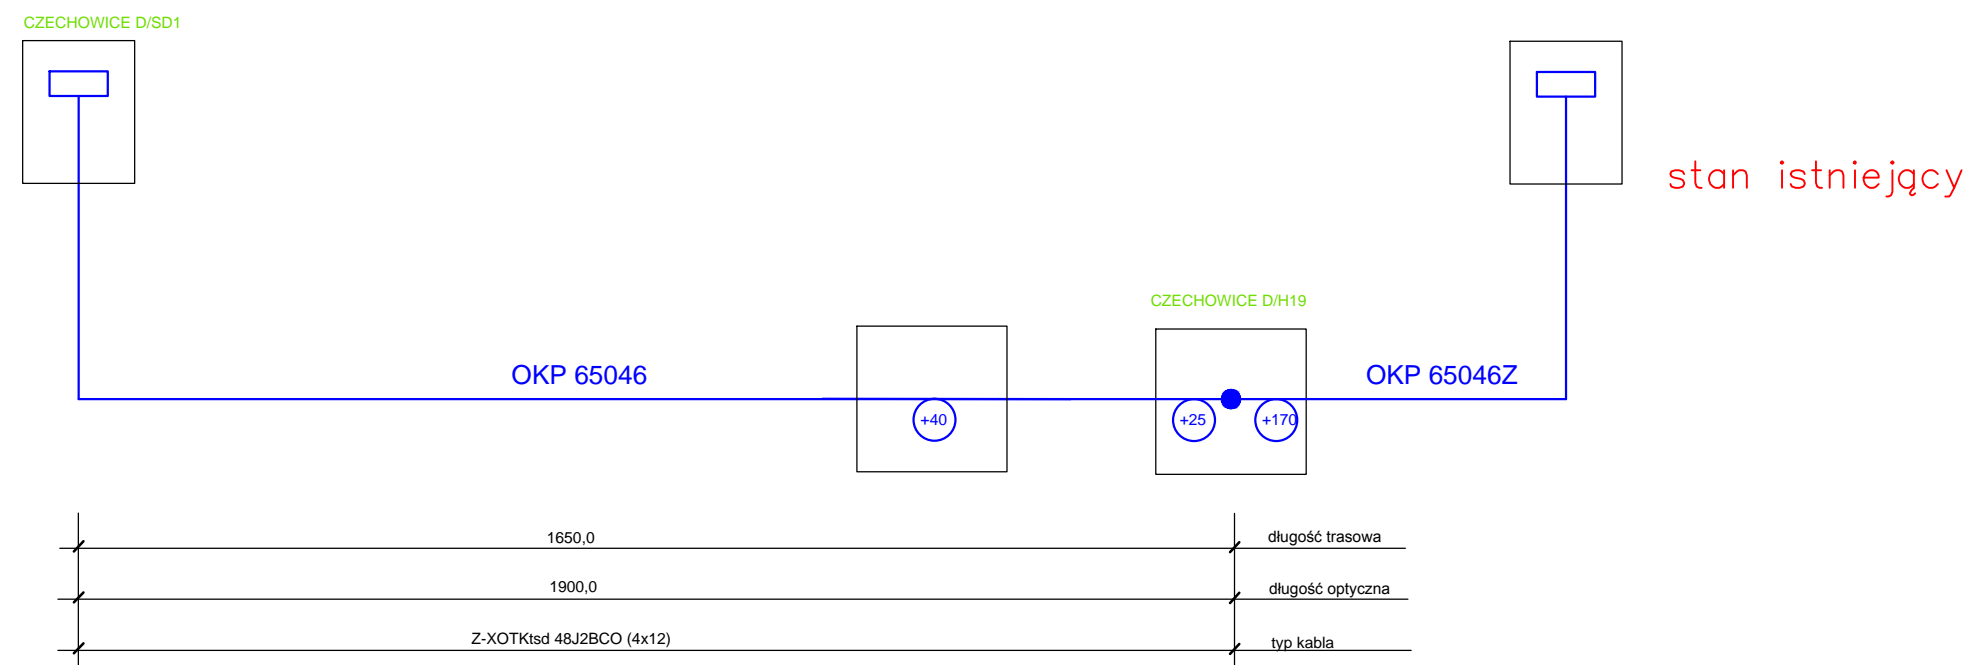 CZECHOWICE D/SD1
stan istniejący
CZECHOWICE D/H19
OKP 65046
OKP 65046Z
+40
+25
+170
1650,0
długość trasowa
1900,0
długość optyczna
Z-XOTKtsd 48J2BCO (4x12)
typ kabla